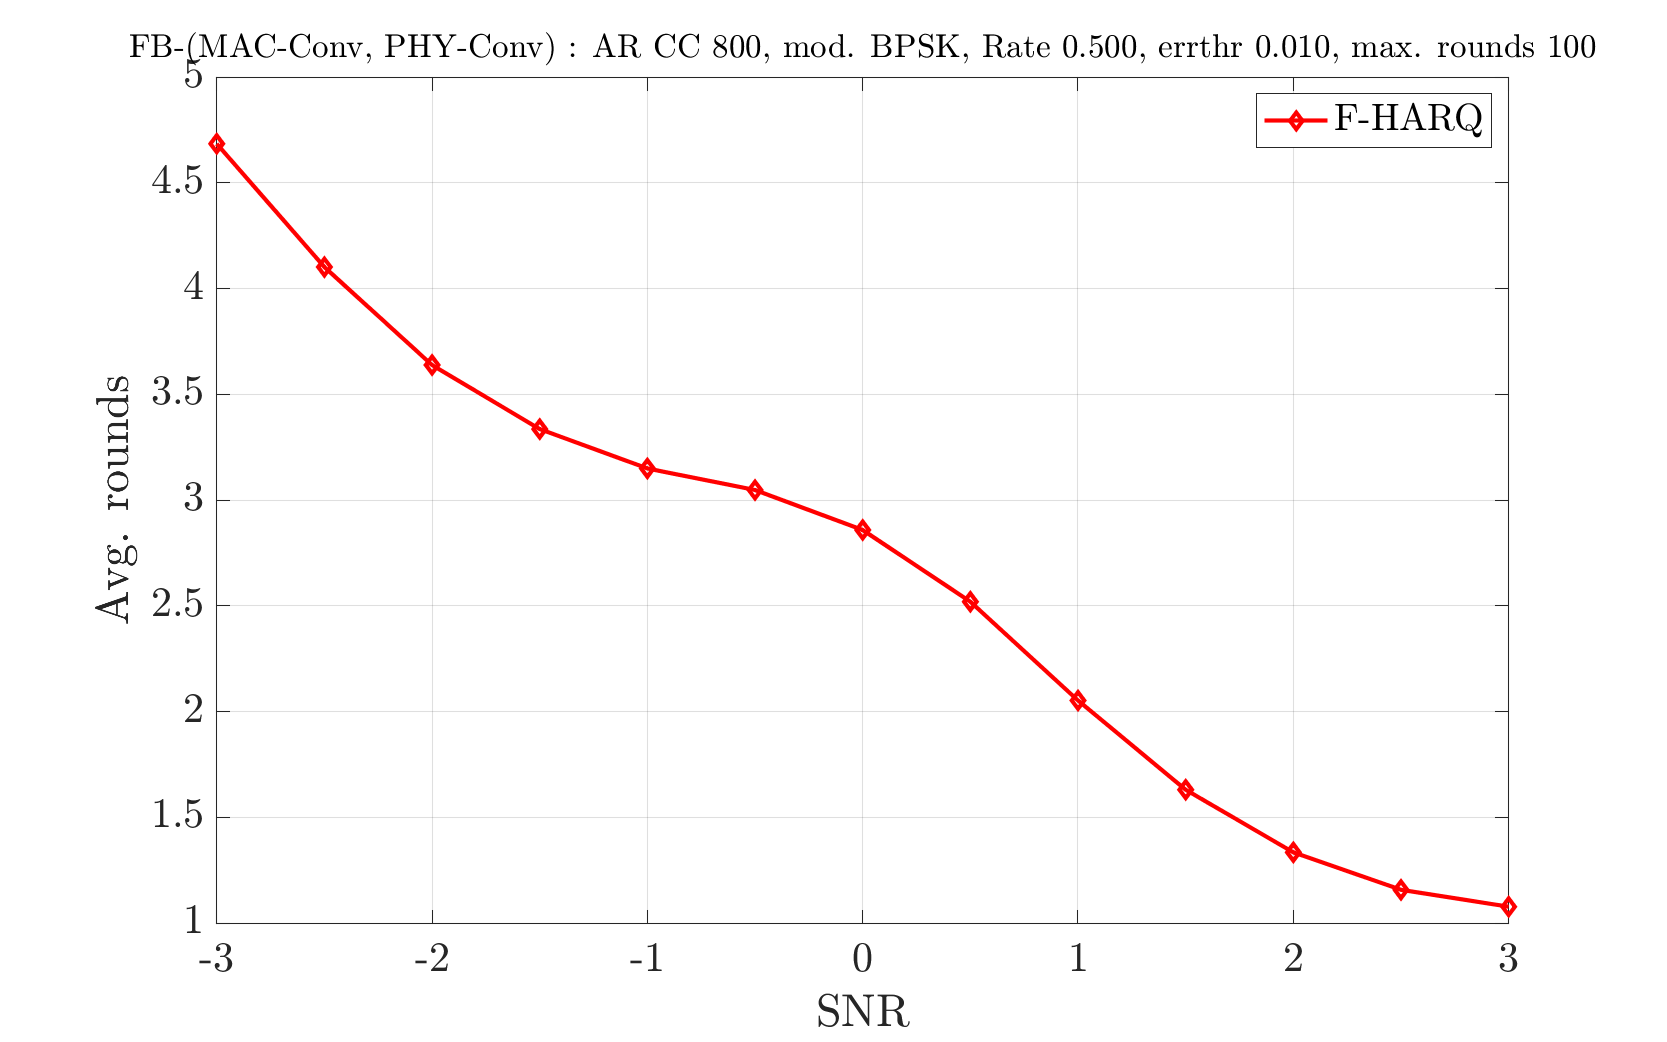 FB-(MAC-Conv, PHY-Conv) : AR CC 800, mod. BPSK, Rate 0.500, errthr 0.010, max. rounds 100
F-HARQ
5
4.5
4
3.5
3
2.5
2
1.5
1
Avg. rounds
-3 -2 -1 0 1 2 3
SNR